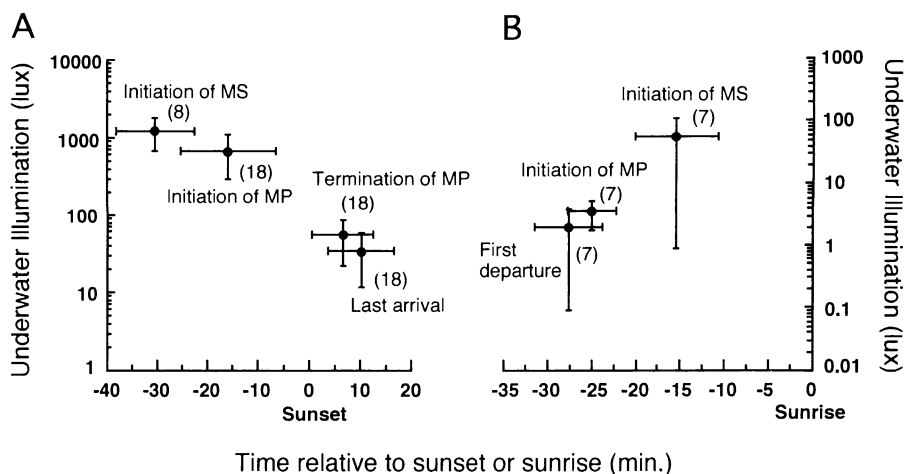 A
Underwater Illumination (lux)
10000
1000
100
10
1
Initiation of MS
(8)
(18)
Initiation of MP
Termination of MP
(18)
(18)
Last arrival
-40
-30
-20
-10
0
10
20
Sunset
B
Initiation of MS
(7)
Initiation of MP
(7)
First
departure
(7)
1000
100
10
1
0.1
0.01
Underwater Illumination (lux)
-35
-30
-25
-20
-15
-10
-5
0
Sunrise
Time relative to sunset or sunrise (min.)